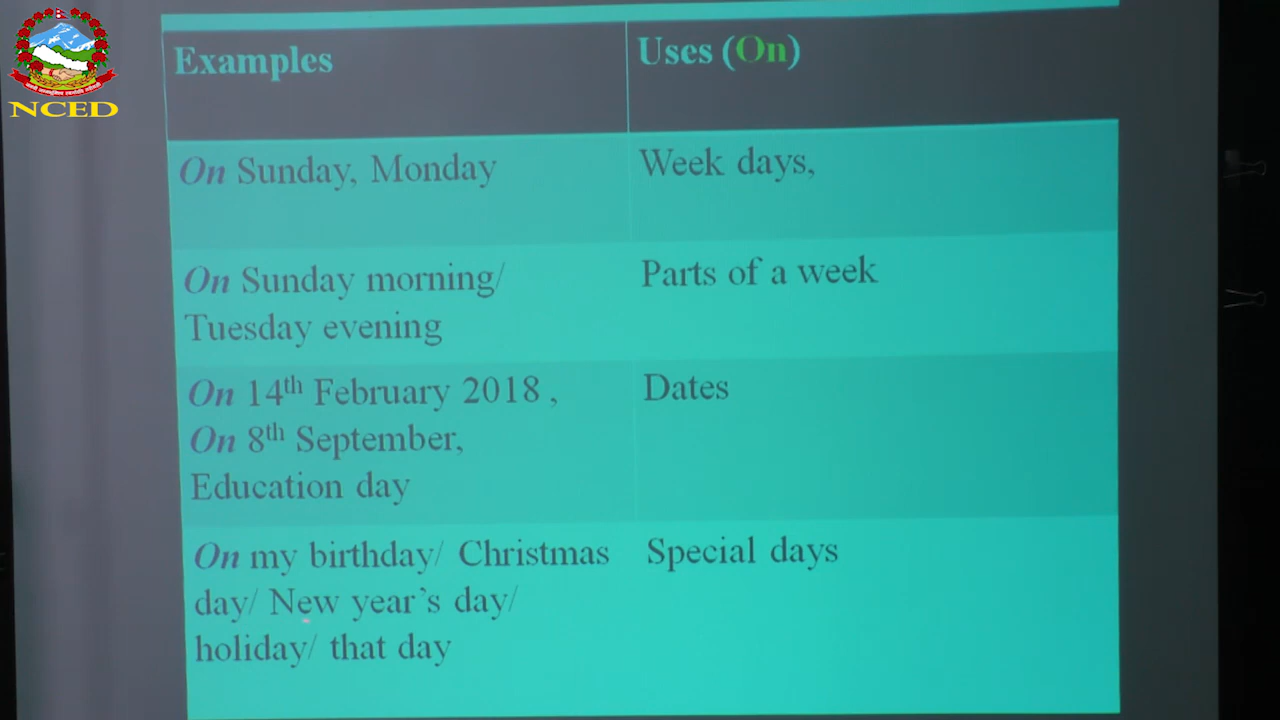 NCED
Examples
Uses (On)
On Sunday, Monday
Week days,
On Sunday morning/
Tuesday evening
Parts of a week
On 14th February 2018 ,
On 8th September,
Education day
Dates
On my birthday/ Christmas
day/ New year’s day/
holiday/ that day
Special days